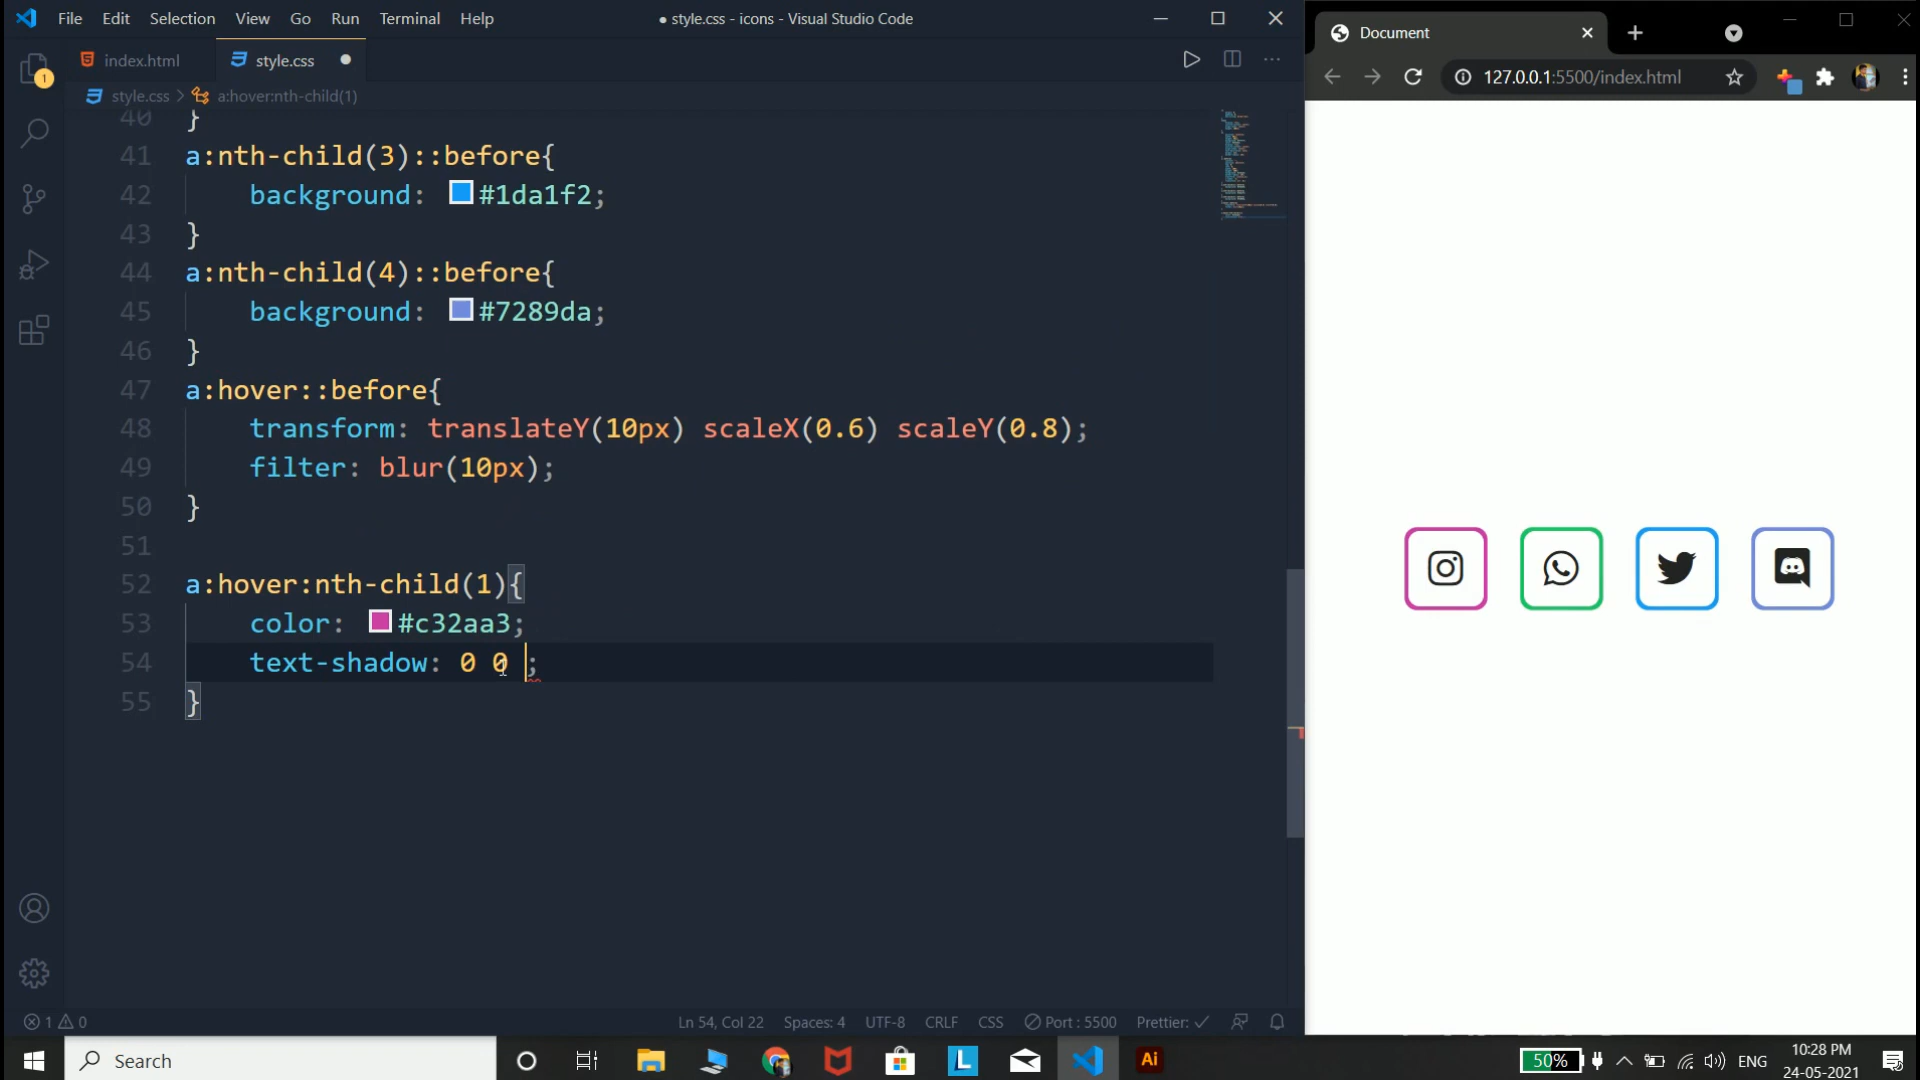 File Edit Selection View Go Run Terminal Help
● style.css - icons - Visual Studio Code
index.html
style.css
style.css > a:hover:nth-child(1)
40 }
41 a:nth-child(3)::before{
42 background: #1da1f2;
43 }
44 a:nth-child(4)::before{
45 background: #7289da;
46 }
47 a:hover::before{
48 transform: translateY(10px) scaleX(0.6) scaleY(0.8);
49 filter: blur(10px);
50 }
51
52 a:hover:nth-child(1){
53 color: #c32aa3;
54 text-shadow: 0 0 ;
55 }
1
1 0
Ln 54, Col 22 Spaces: 4 UTF-8 CRLF CSS Port : 5500 Prettier: ✓
Document
127.0.0.1:5500/index.html
Search
L
Ai
50%
ENG
10:28 PM
24-05-2021